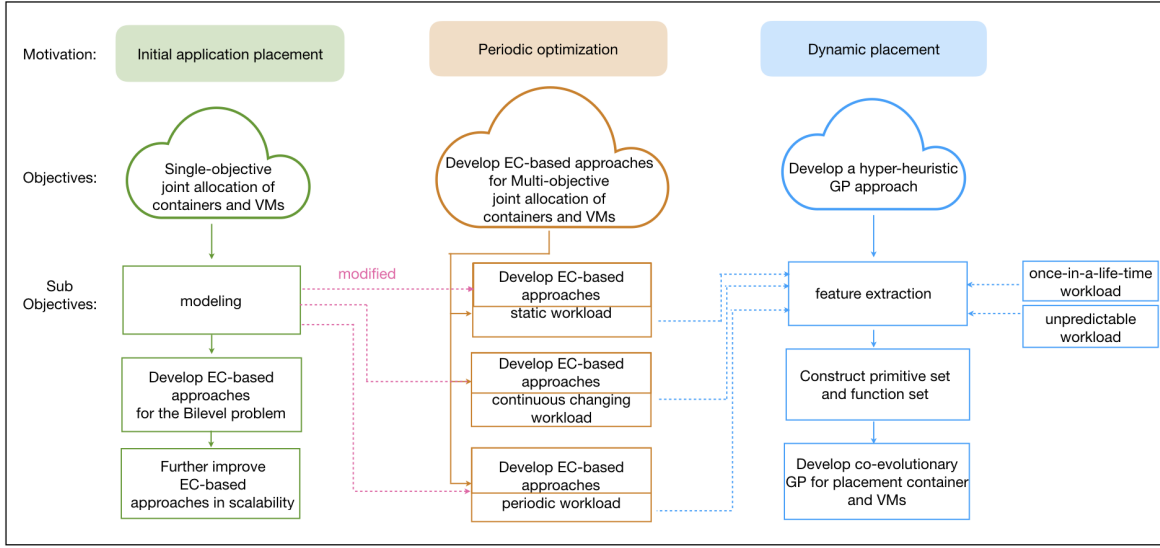 Motivation:
Initial application placement
Periodic optimization
Dynamic placement
Objectives:
Single-objective
joint allocation of
containers and VMs
Develop EC-based approaches
for Multi-objective
joint allocation of
containers and VMs
Develop a hyper-heuristic
GP approach
Sub
Objectives:
modeling
modified
Develop EC-based
approaches
static workload
feature extraction
once-in-a-life-time
workload
unpredictable
workload
Develop EC-based
approaches
for the Bilevel problem
Develop EC-based
approaches
continuous changing
workload
Construct primitive set
and function set
Further improve
EC-based
approaches in scalability
Develop EC-based
approaches
periodic workload
Develop co-evolutionary
GP for placement container
and VMs